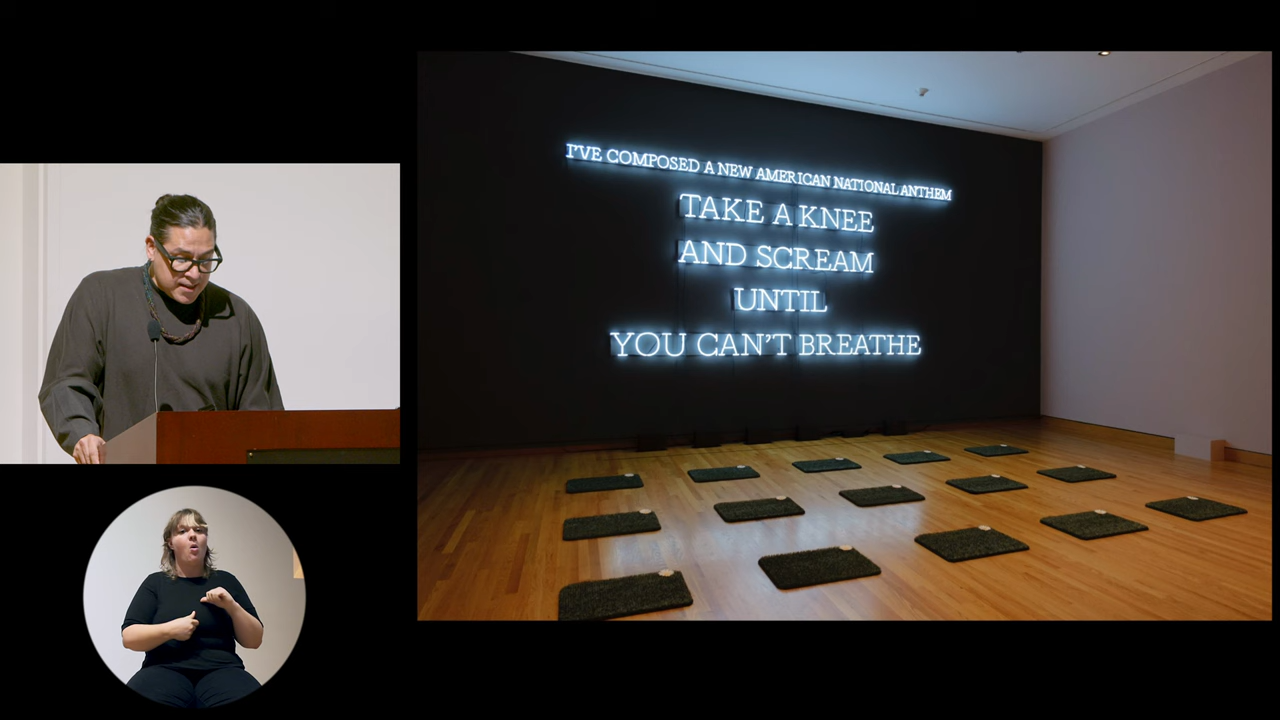 I'VE COMPOSED A NEW AMERICAN NATIONAL ANTHEM
TAKE A KNEE
AND SCREAM
UNTIL
YOU CAN'T BREATHE